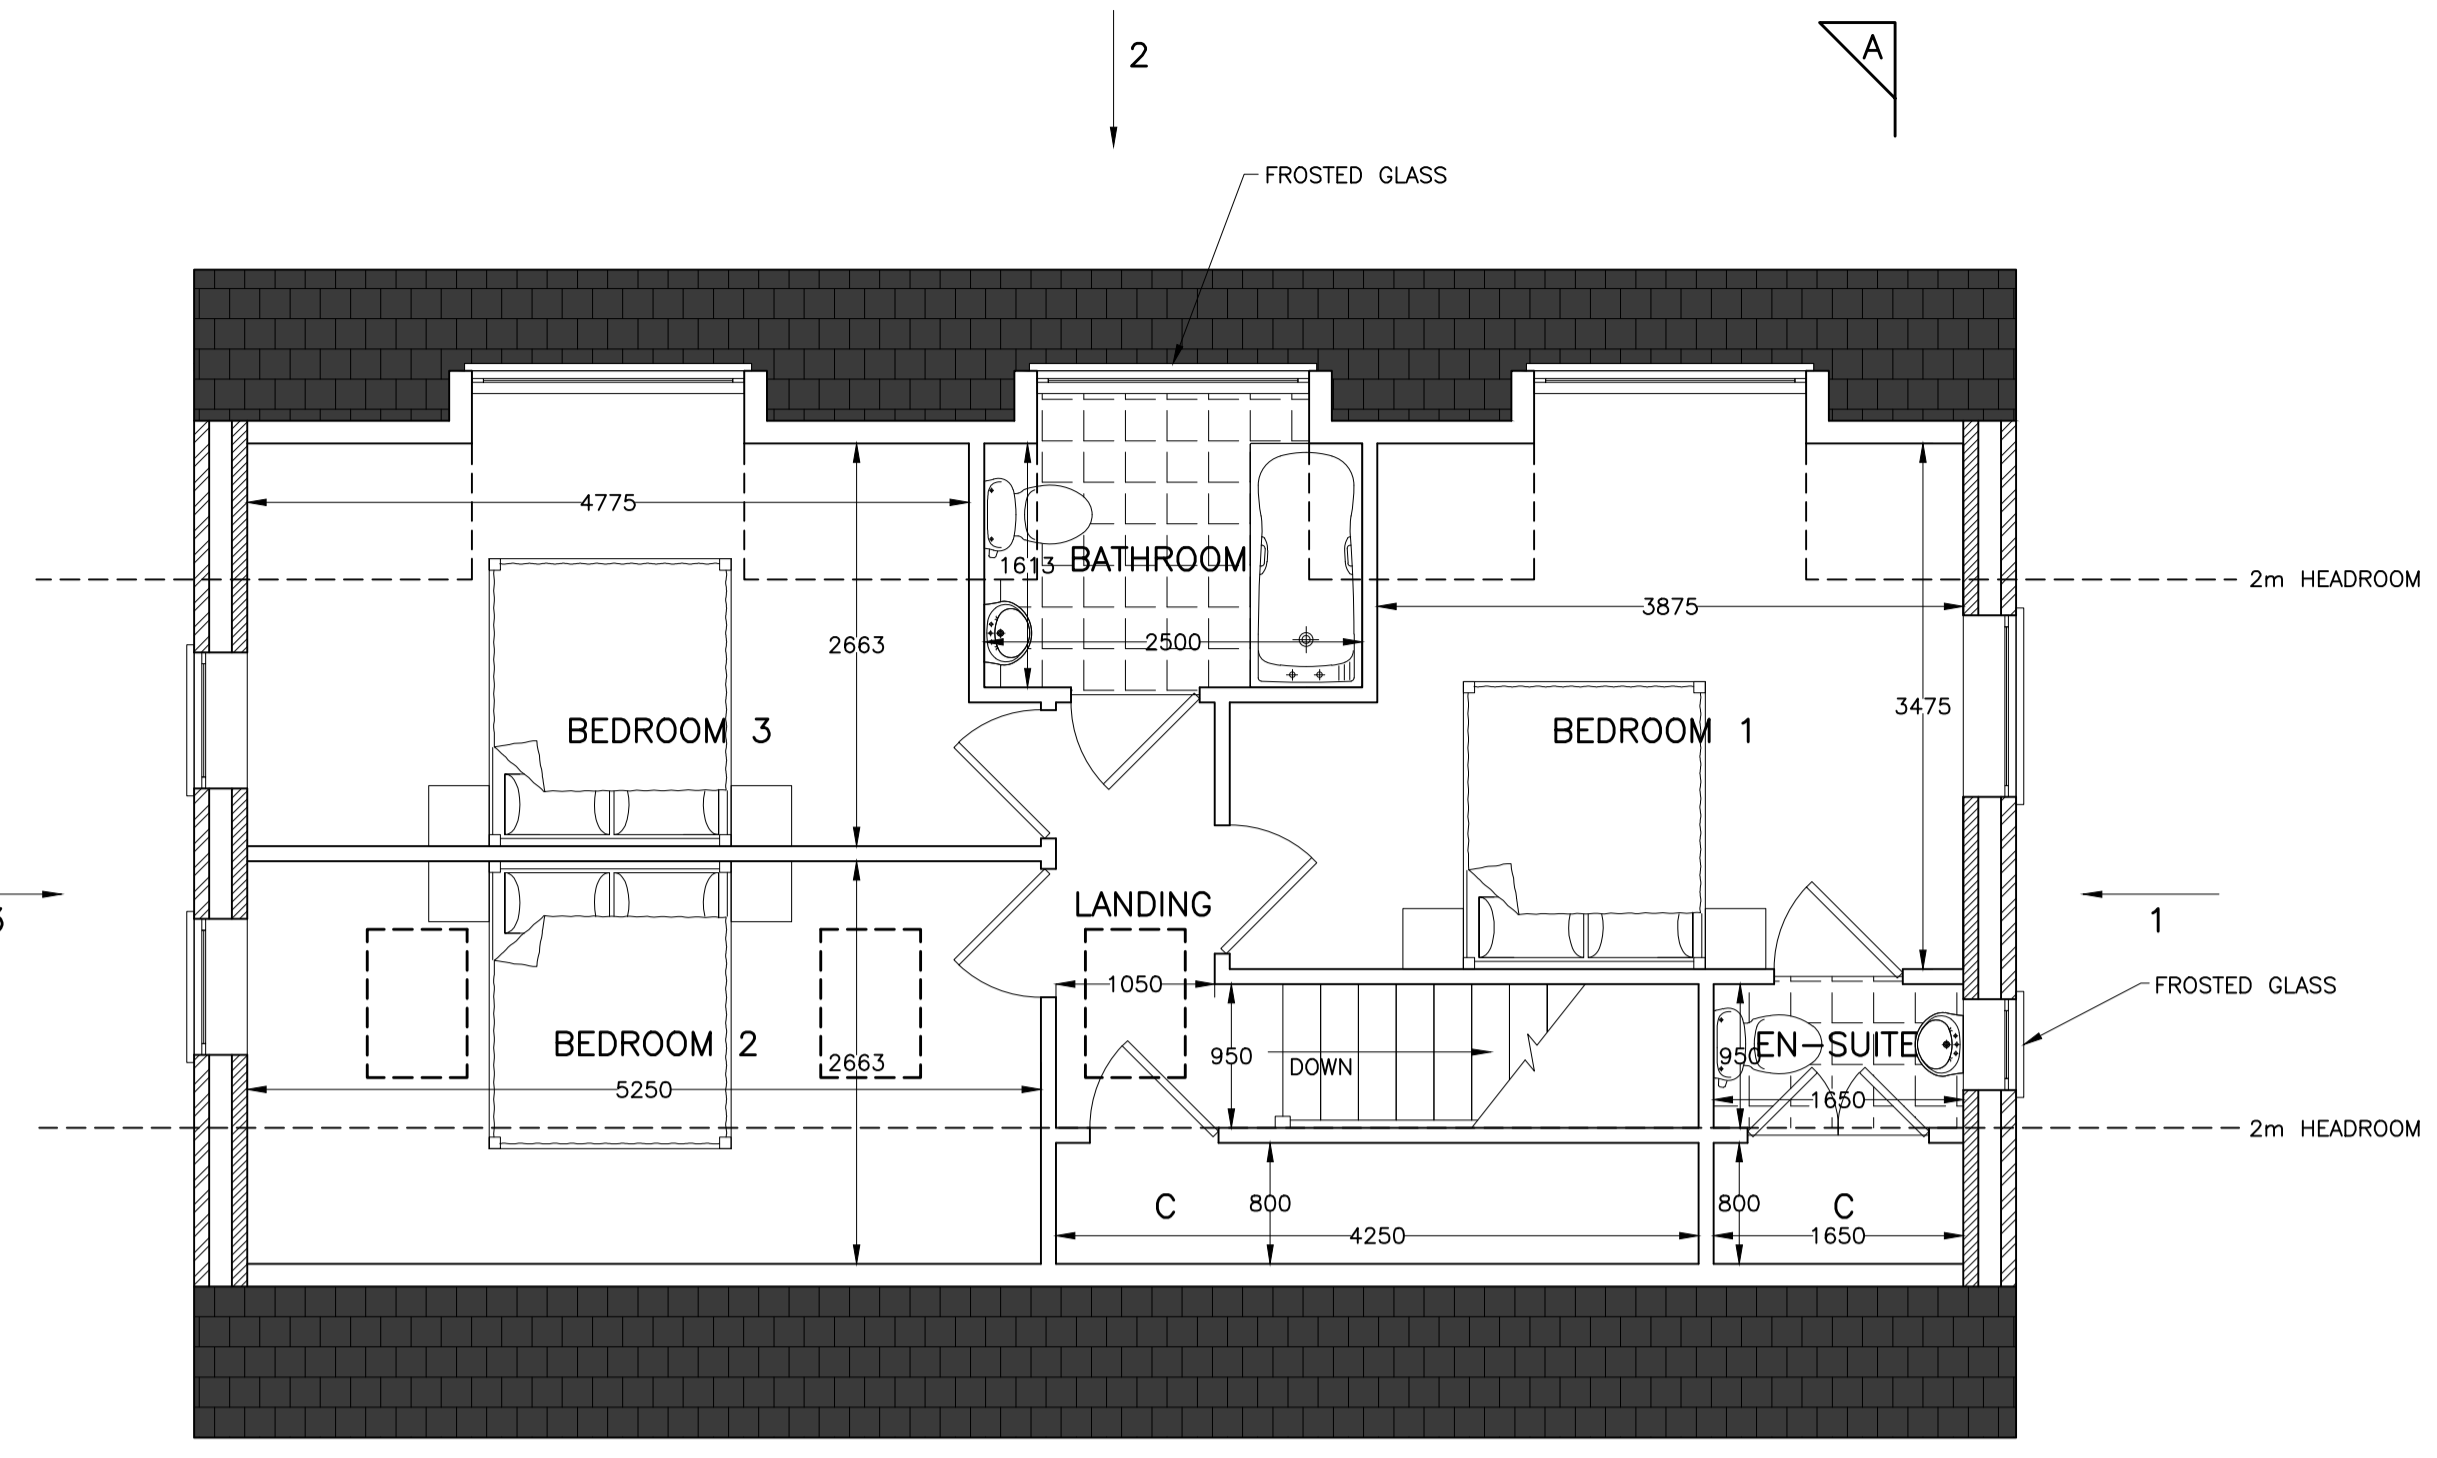 2
A
FROSTED GLASS
4775
BATHROOM
1613
2m HEADROOM
3875
2663
2500
3475
BEDROOM 3
BEDROOM 1
LANDING
1
1050
FROSTED GLASS
BEDROOM 2
2663
950
DOWN
950
EN-SUITE
5250
1650
2m HEADROOM
C
800
800
C
4250
1650